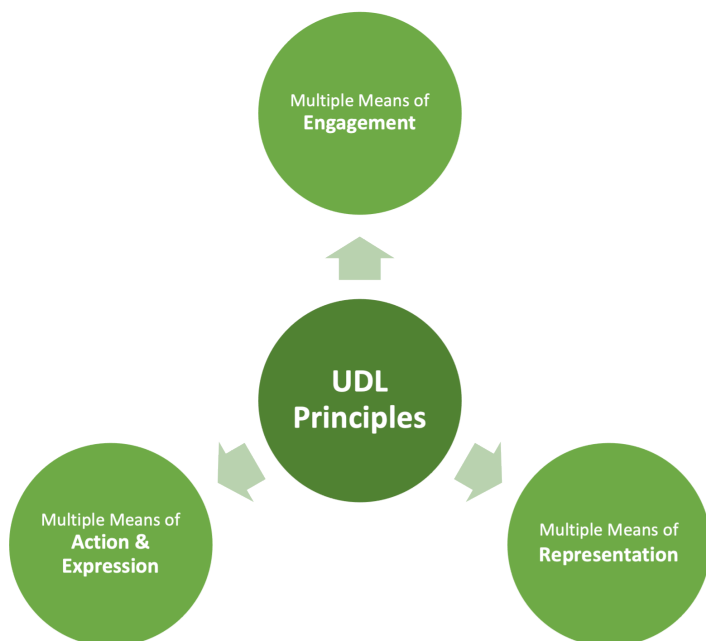 Multiple Means of
Engagement
UDL
Principles
Multiple Means of
Action &
Expression
Multiple Means of
Representation